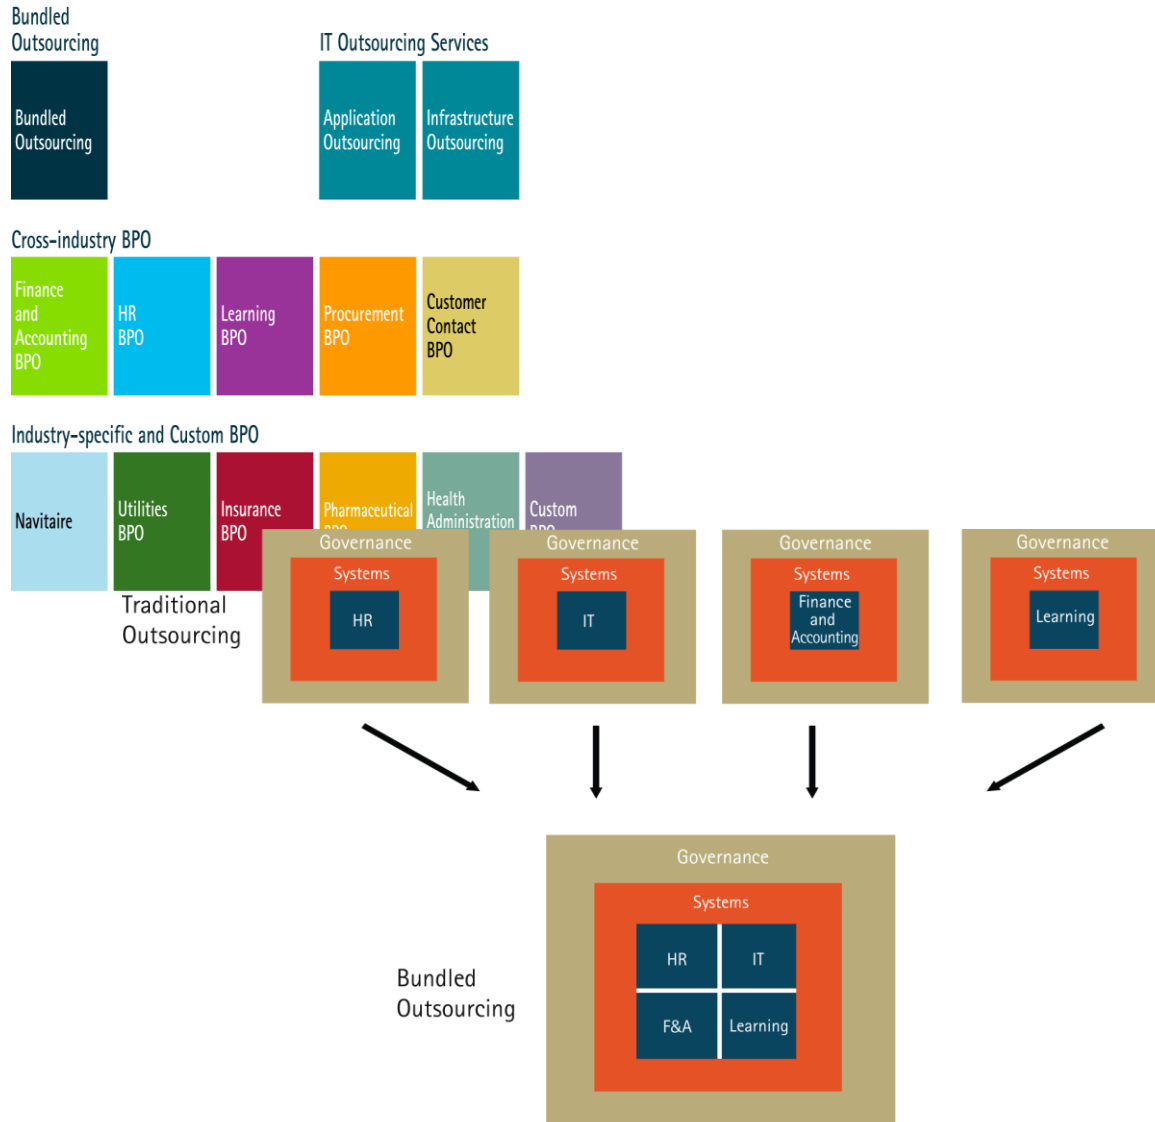 Bundled
Outsourcing
IT Outsourcing Services
Bundled
Outsourcing
Application
Outsourcing
Infrastructure
Outsourcing
Cross-industry BPO
Finance
and
Accounting
BPO
HR
BPO
Learning
BPO
Procurement
BPO
Customer
Contact
BPO
Industry-specific and Custom BPO
Navitaire
Utilities
BPO
Insurance
BPO
Pharmaceutical
BPO
Health
Administration
Custom
BPO
Traditional
Outsourcing
Governance
Systems
HR
Governance
Systems
IT
Governance
Systems
Finance
and
Accounting
Governance
Systems
Learning
Bundled
Outsourcing
Governance
Systems
HR
IT
F&A
Learning